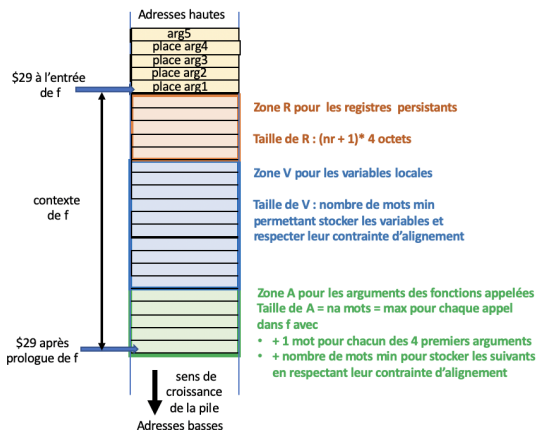 Adresses hautes
arg5
place arg4
place arg3
place arg2
place arg1
$29 à l'entrée
de f
Zone R pour les registres persistants
Taille de R : (nr + 1)* 4 octets
Zone V pour les variables locales
Taille de V : nombre de mots min
permettant stocker les variables et
respecter leur contrainte d'alignement
contexte
de f
Zone A pour les arguments des fonctions appelées
Taille de A = na mots = max pour chaque appel
dans f avec
• + 1 mot pour chacun des 4 premiers arguments
• + nombre de mots min pour stocker les suivants
en respectant leur contrainte d'alignement
$29 après
prologue de f
sens de
croissance
de la pile
Adresses basses